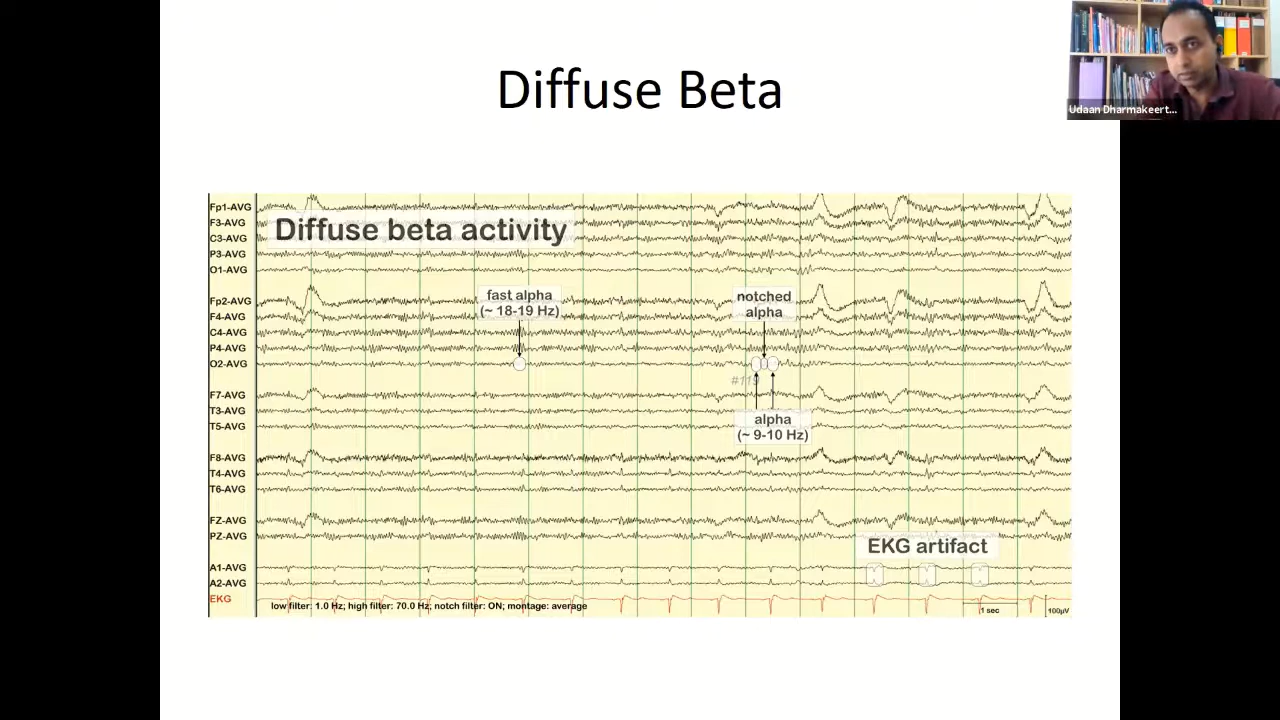 Diffuse Beta
Udaan Dharmakeert...
Fp1-AVG
F3-AVG
C3-AVG
P3-AVG
O1-AVG
Diffuse beta activity
Fp2-AVG
F4-AVG
C4-AVG
P4-AVG
O2-AVG
fast alpha
(~ 18-19 Hz)
notched
alpha
#119
alpha
(~ 9-10 Hz)
F7-AVG
T3-AVG
T5-AVG
F8-AVG
T4-AVG
T6-AVG
FZ-AVG
PZ-AVG
EKG artifact
A1-AVG
A2-AVG
EKG
low filter: 1.0 Hz; high filter: 70.0 Hz; notch filter: ON; montage: average
1 sec
100µV